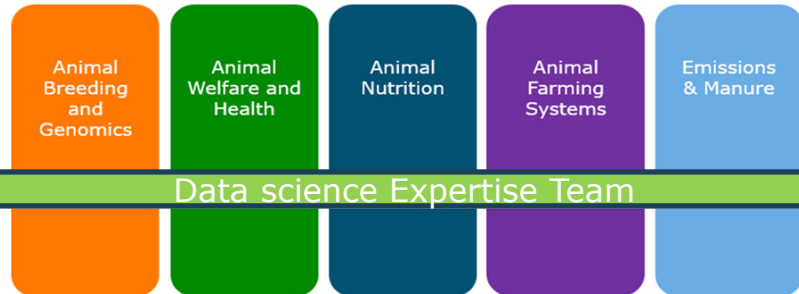 Animal
Breeding
and
Genomics
Animal
Welfare and
Health
Animal
Nutrition
Animal
Farming
Systems
Emissions
& Manure
Data science Expertise Team